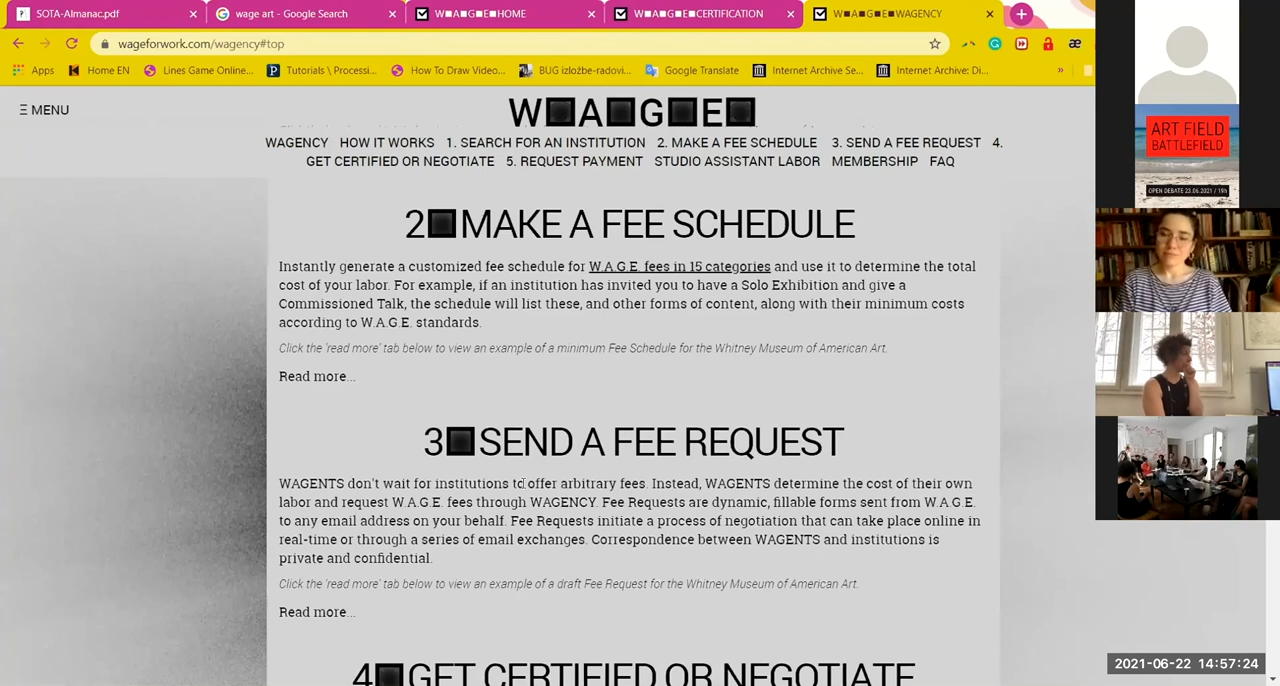 SOTA-Almanac.pdf
wage art - Google Search
W■A■G■E■HOME
W■A■G■E■CERTIFICATION
W■A■G■E■WAGENCY
wageforwork.com/wagency#top
Apps
Home EN
Lines Game Online...
Tutorials \ Processi...
How To Draw Video...
BUG izložbe-radovi...
Google Translate
Internet Archive Se...
Internet Archive: Di...
»
MENU
W■A■G■E■
WAGENCY HOW IT WORKS 1. SEARCH FOR AN INSTITUTION 2. MAKE A FEE SCHEDULE 3. SEND A FEE REQUEST 4.
GET CERTIFIED OR NEGOTIATE 5. REQUEST PAYMENT STUDIO ASSISTANT LABOR MEMBERSHIP FAQ
2■MAKE A FEE SCHEDULE
Instantly generate a customized fee schedule for W.A.G.E. fees in 15 categories and use it to determine the total
cost of your labor. For example, if an institution has invited you to have a Solo Exhibition and give a
Commissioned Talk, the schedule will list these, and other forms of content, along with their minimum costs
according to W.A.G.E. standards.
Click the 'read more' tab below to view an example of a minimum Fee Schedule for the Whitney Museum of American Art.
Read more...
3■SEND A FEE REQUEST
WAGENTS don't wait for institutions to offer arbitrary fees. Instead, WAGENTS determine the cost of their own
labor and request W.A.G.E. fees through WAGENCY. Fee Requests are dynamic, fillable forms sent from W.A.G.E.
to any email address on your behalf. Fee Requests initiate a process of negotiation that can take place online in
real-time or through a series of email exchanges. Correspondence between WAGENTS and institutions is
private and confidential.
Click the 'read more' tab below to view an example of a draft Fee Request for the Whitney Museum of American Art.
Read more...
4■GET CERTIFIED OR NEGOTIATE
ART FIELD
BATTLEFIELD
OPEN DEBATE 23.06.2021 / 19h
2021-06-22 14:57:24